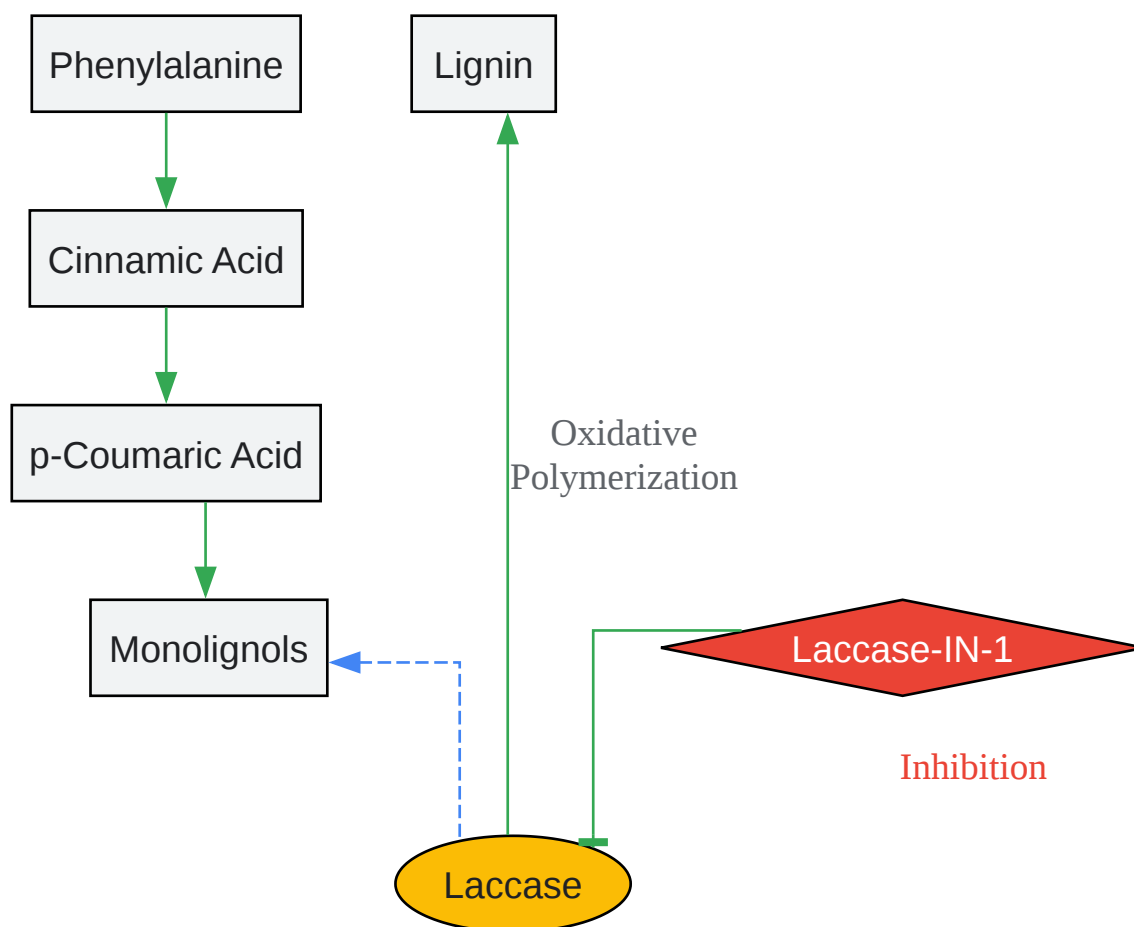 Phenylalanine
Lignin
Cinnamic Acid
Oxidative
Polymerization
p-Coumaric Acid
Monolignols
Laccase-IN-1
Inhibition
Laccase